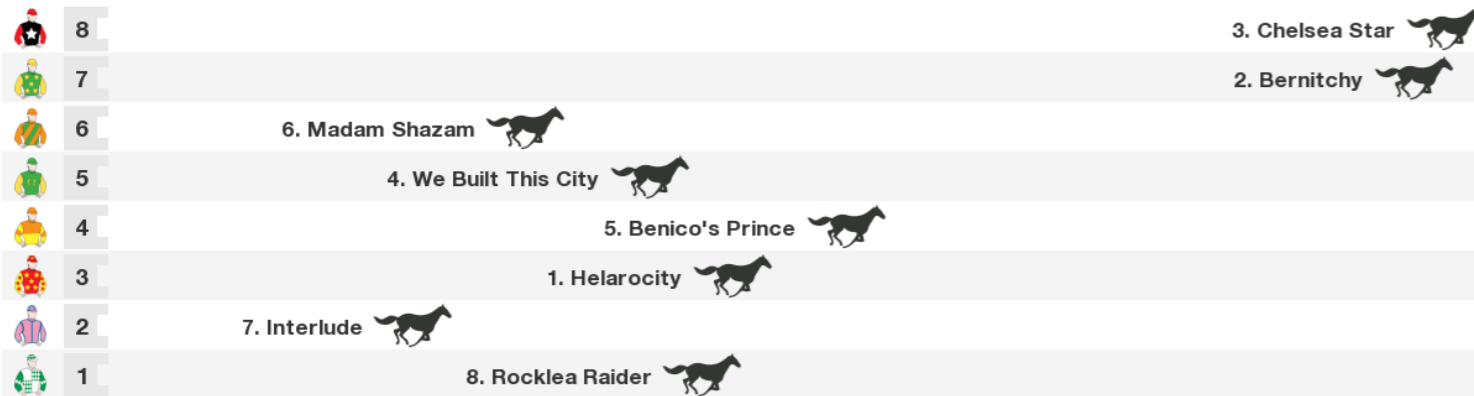 8 3. Chelsea Star
7 2. Bernitchy
6 6. Madam Shazam
5 4. We Built This City
4 5. Benico's Prince
3 1. Helarocity
2 7. Interlude
1 8. Rocklea Raider